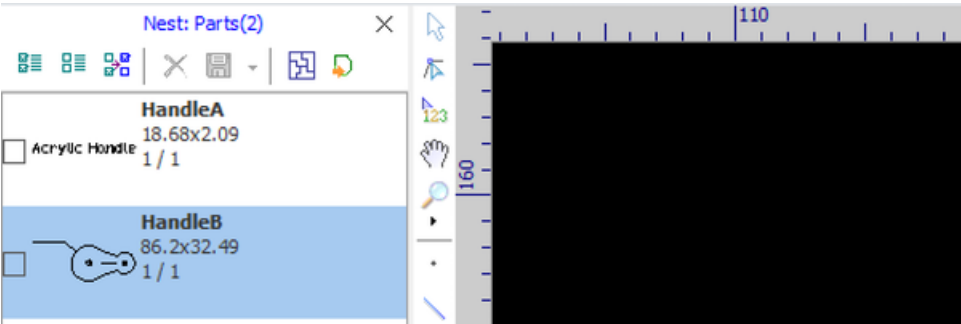 Nest: Parts(2)
HandleA
18.68x2.09
1 / 1
Acrylic Handle
HandleB
86.2x32.49
1 / 1
123
110
160